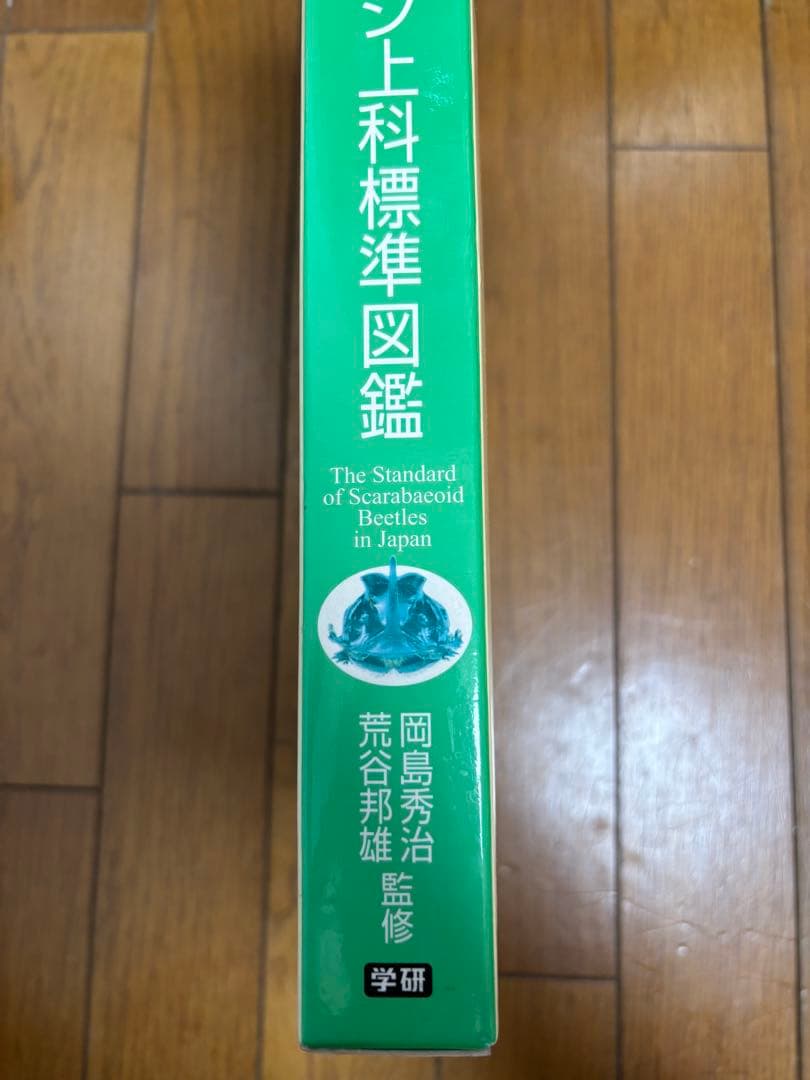 ン上科標準図鑑
The Standard
of Scarabaeoid
Beetles
in Japan
岡島秀治
荒谷邦雄
監修
学研